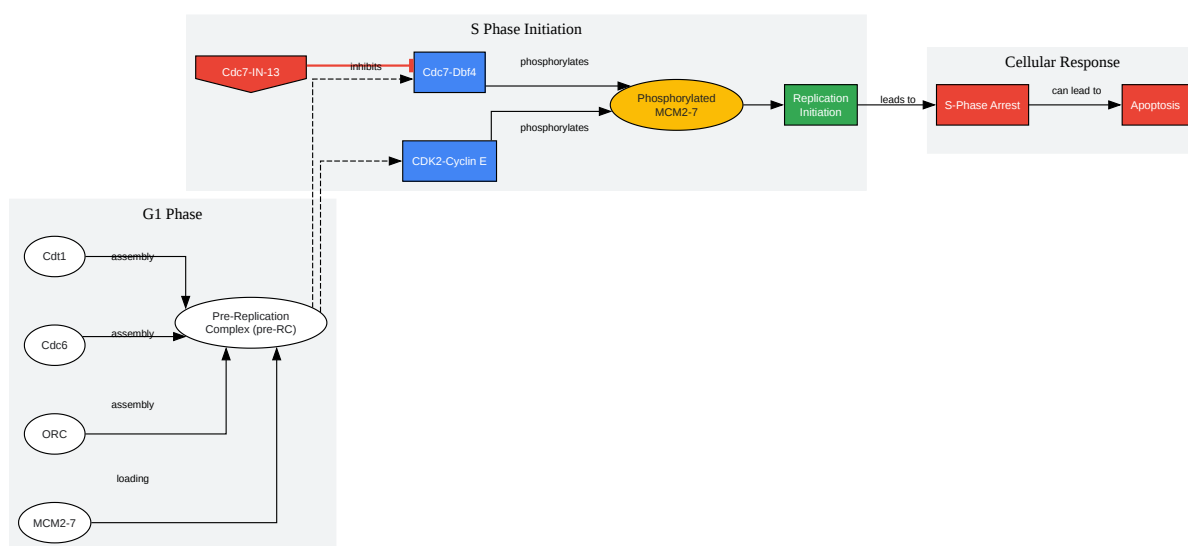 S Phase Initiation
Cdc7-IN-13
inhibits
Cdc7-Dbf4
phosphorylates
Phosphorylated
MCM2-7
Replication
Initiation
leads to
phosphorylates
CDK2-Cyclin E
Cellular Response
S-Phase Arrest
can lead to
Apoptosis
G1 Phase
Cdt1
assembly
Pre-Replication
Complex (pre-RC)
Cdc6
assembly
ORC
assembly
MCM2-7
loading